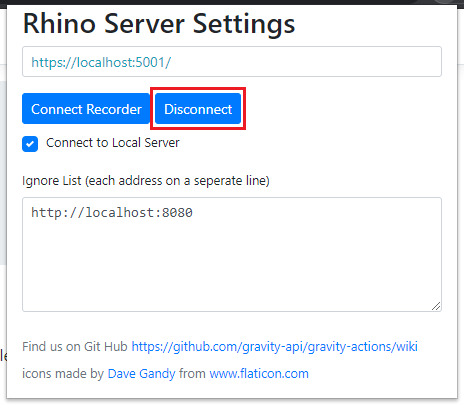 Rhino Server Settings
https://localhost:5001/
Connect Recorder Disconnect
Connect to Local Server
Ignore List (each address on a seperate line)
http://localhost:8080
Find us on Git Hub https://github.com/gravity-api/gravity-actions/wiki
icons made by Dave Gandy from www.flaticon.com
le